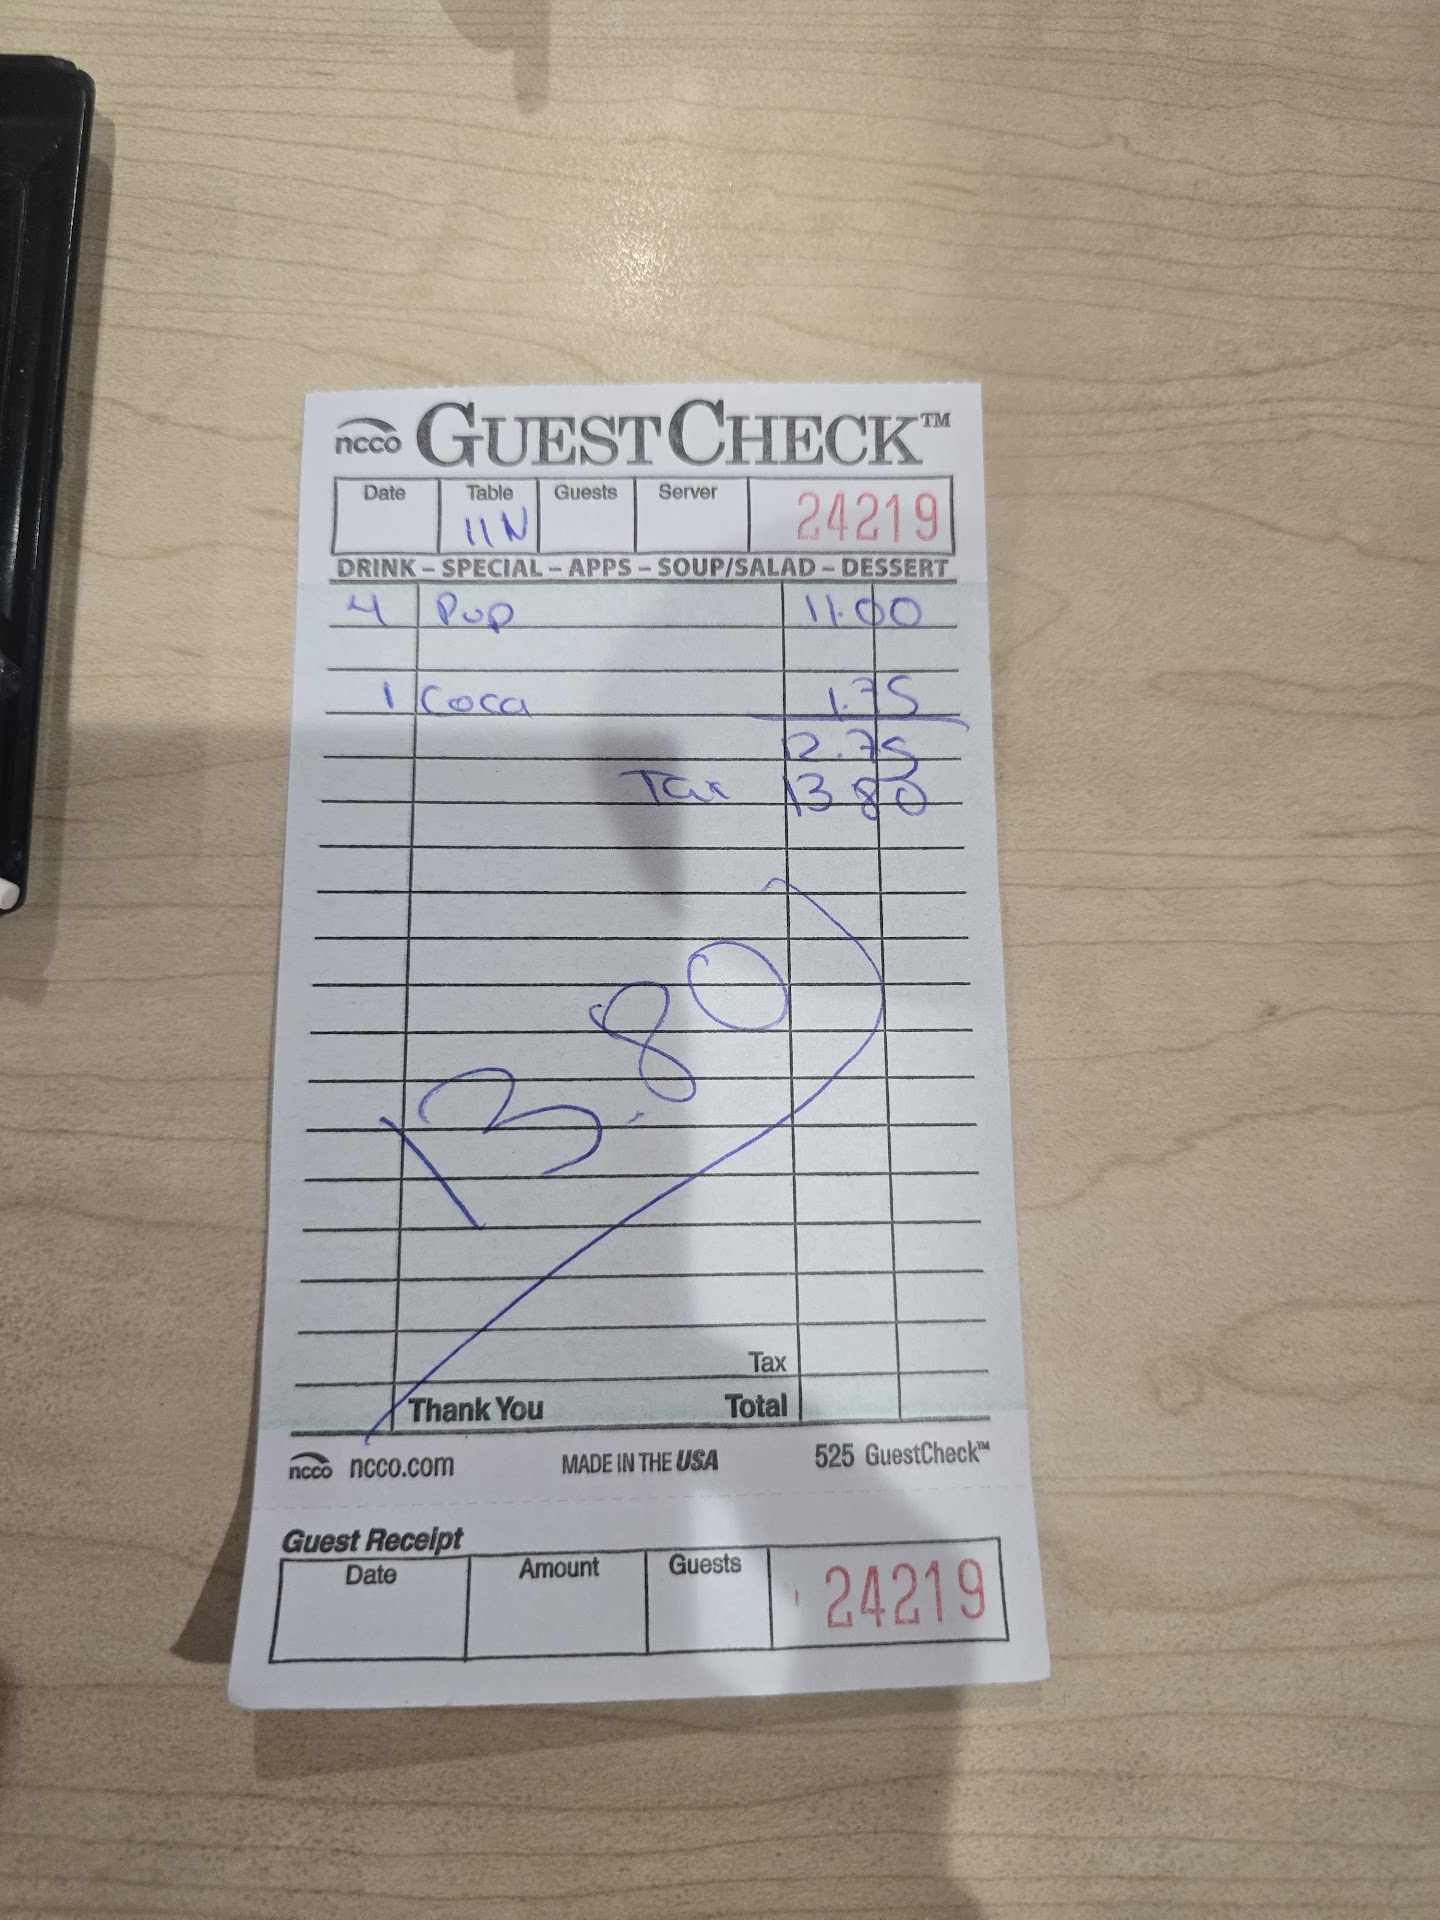 ncco GUESTCHECK™
Date Table Guests Server 24219
11N
DRINK – SPECIAL – APPS – SOUP/SALAD – DESSERT
4 Pup 11.00
1 Coca 1.75
12.75
Tax 13 80
13.80
Tax
Thank You Total
ncco ncco.com MADE IN THE USA 525 GuestCheck™
Guest Receipt
Date Amount Guests 24219